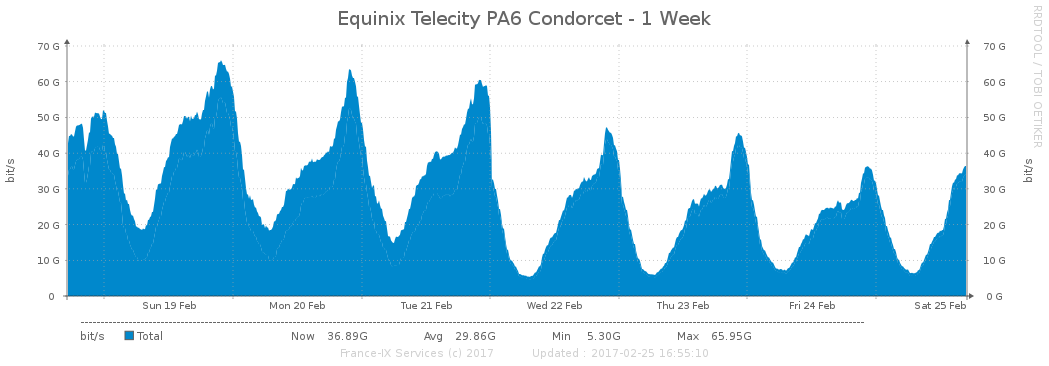 Equinix Telecity PA6 Condorcet - 1 Week
RRDTOOL / TOBI OETIKER
bit/s
70 G
60 G
50 G
40 G
30 G
20 G
10 G
0
70 G
60 G
50 G
40 G
30 G
20 G
10 G
0 G
bit/s
Sun 19 Feb Mon 20 Feb Tue 21 Feb Wed 22 Feb Thu 23 Feb Fri 24 Feb Sat 25 Feb
bit/s Total Now 36.89G Avg 29.86G Min 5.30G Max 65.95G
France-IX Services (c) 2017 Updated : 2017-02-25 16:55:10